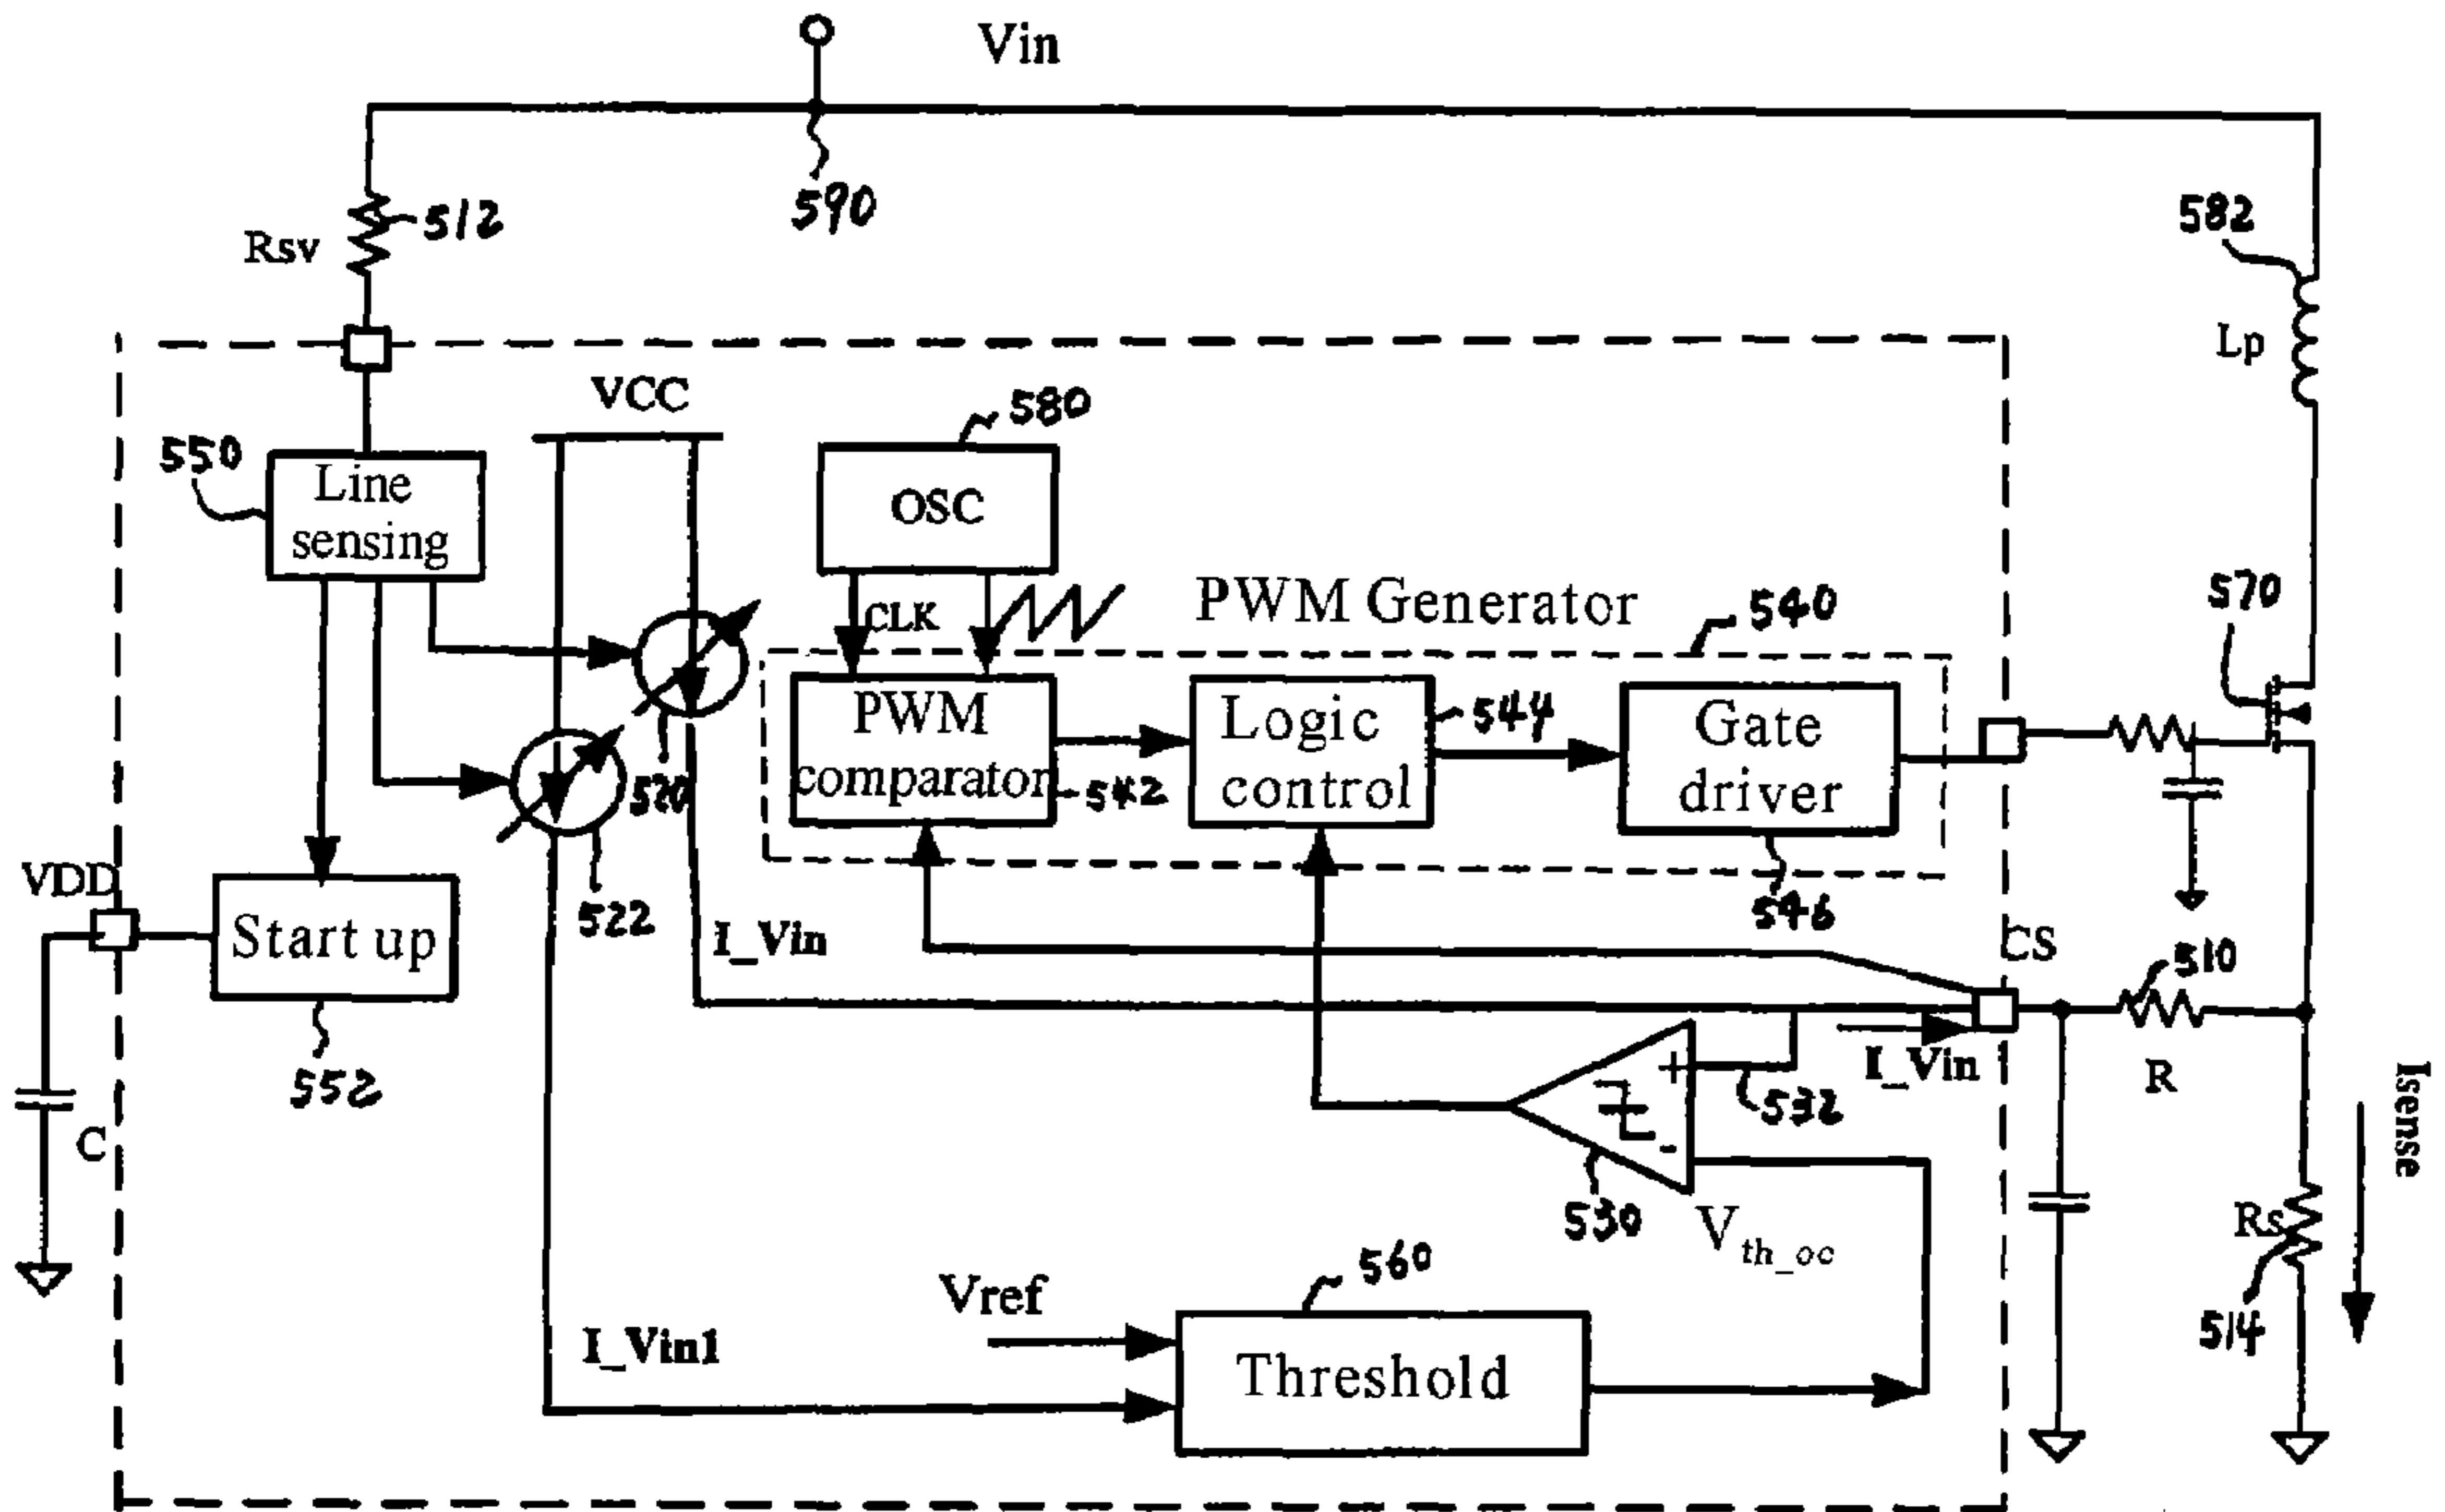 Vin
590
512
Rsv
582
Lp
VCC
580
550
Line
sensing
OSC
CLK
PWM Generator
540
570
PWM
comparator
542
Logic
control
544
Gate
driver
546
520
522
VDD
Start up
552
C
I_Vin
CS
510
R
I_Vin
Isense
+
-
532
530
V th_oc
Rs
514
Vref
560
I_Vin1
Threshold